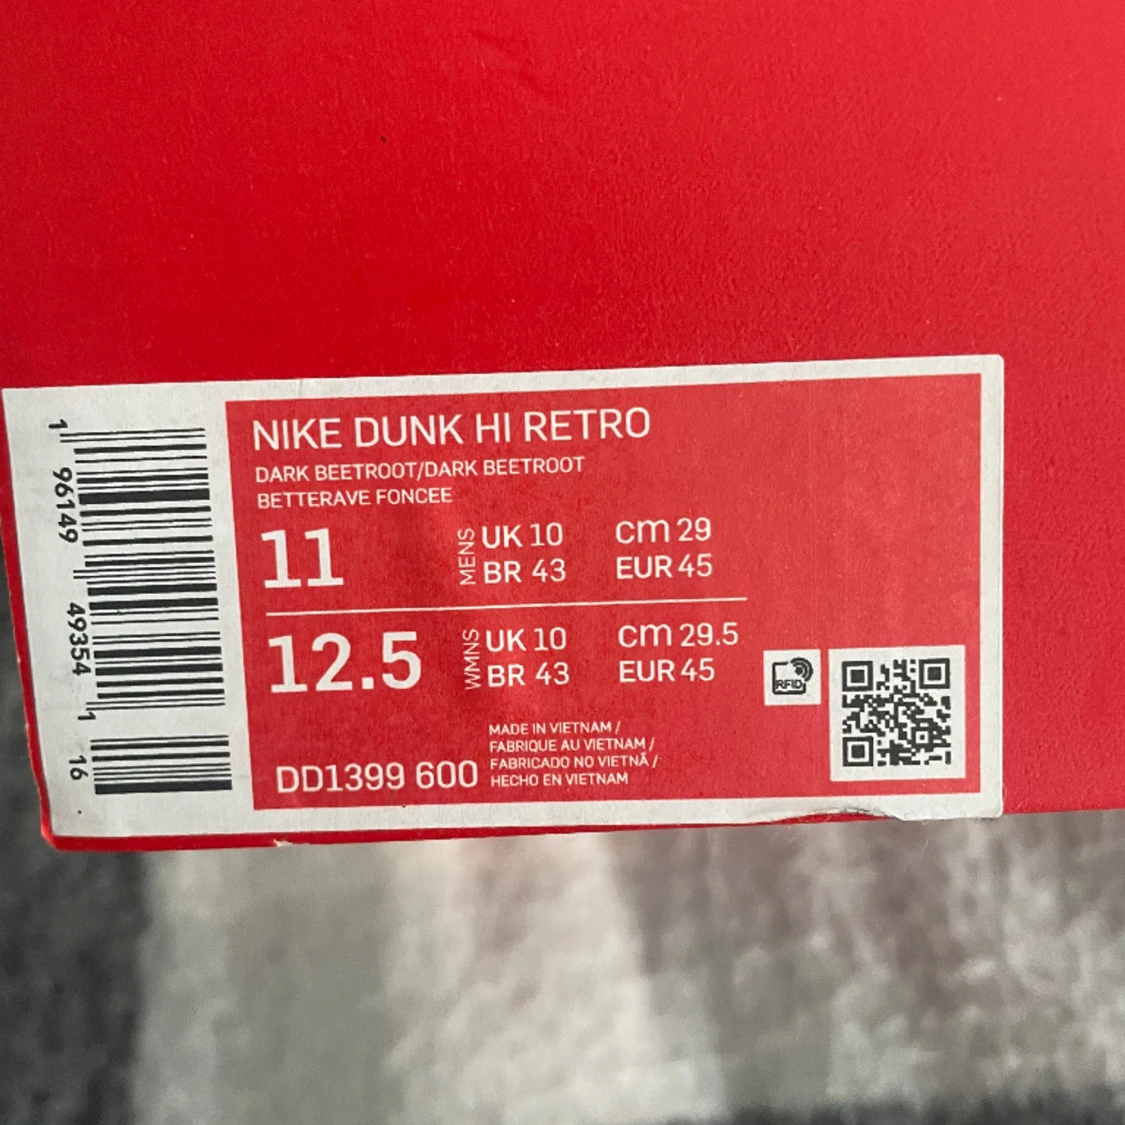 NIKE DUNK HI RETRO
DARK BEETROOT/DARK BEETROOT
BETTERAVE FONCEE
11 MENS UK 10 cm 29
BR 43 EUR 45
12.5 WMNS UK 10 cm 29.5
BR 43 EUR 45
RFID
DD1399 600
MADE IN VIETNAM /
FABRIQUE AU VIETNAM /
FABRICADO NO VIETNÃ /
HECHO EN VIETNAM
1 96149 49354 1 16